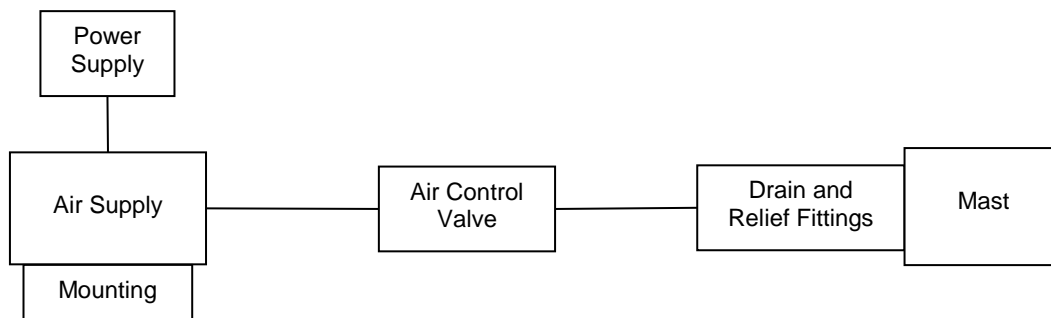 Power
Supply
Air Supply
Air Control
Valve
Drain and
Relief Fittings
Mast
Mounting